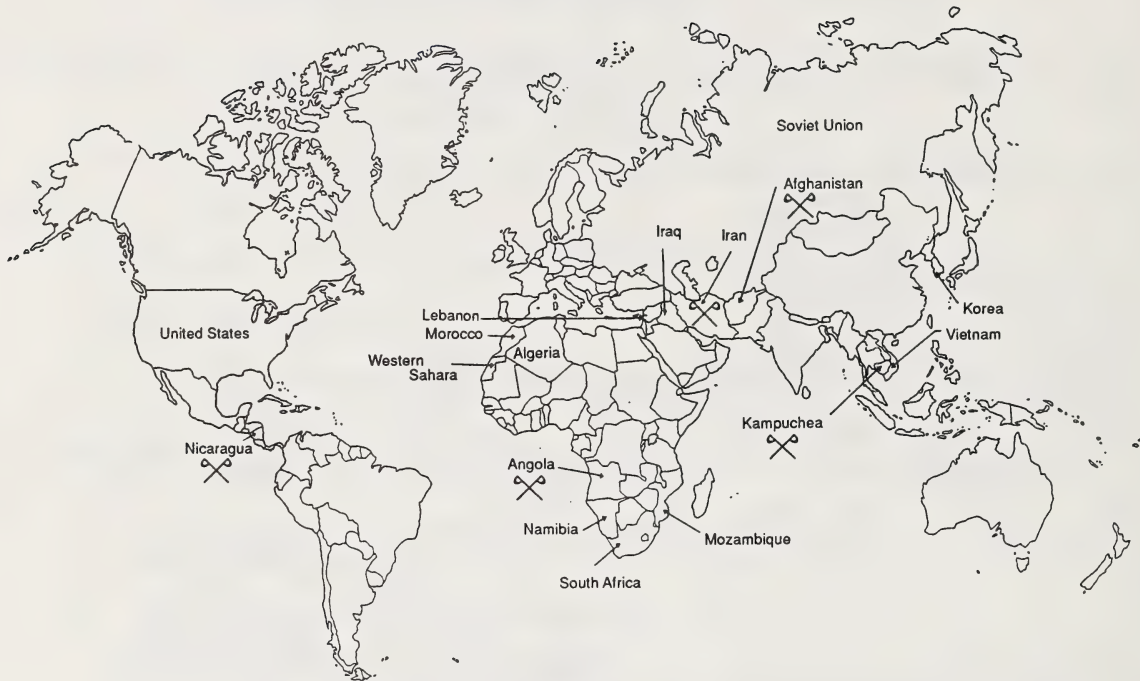 Soviet Union
Afghanistan
Iraq
Iran
Korea
Lebanon
Vietnam
United States
Morocco
Algeria
Western
Sahara
Kampuchea
Nicaragua
Angola
Namibia
Mozambique
South Africa